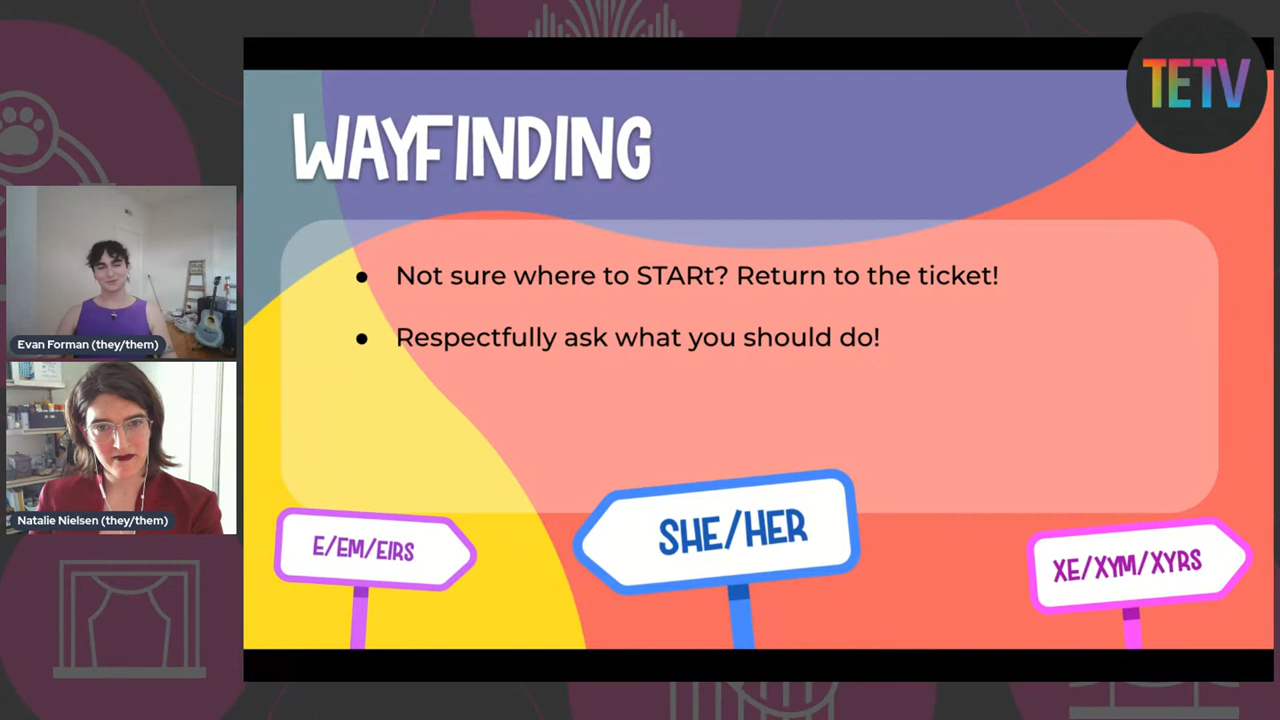 TETV
WAYFINDING
● Not sure where to STARt? Return to the ticket!
● Respectfully ask what you should do!
Evan Forman (they/them)
Natalie Nielsen (they/them)
E/EM/EIRS
SHE/HER
XE/XYM/XYRS